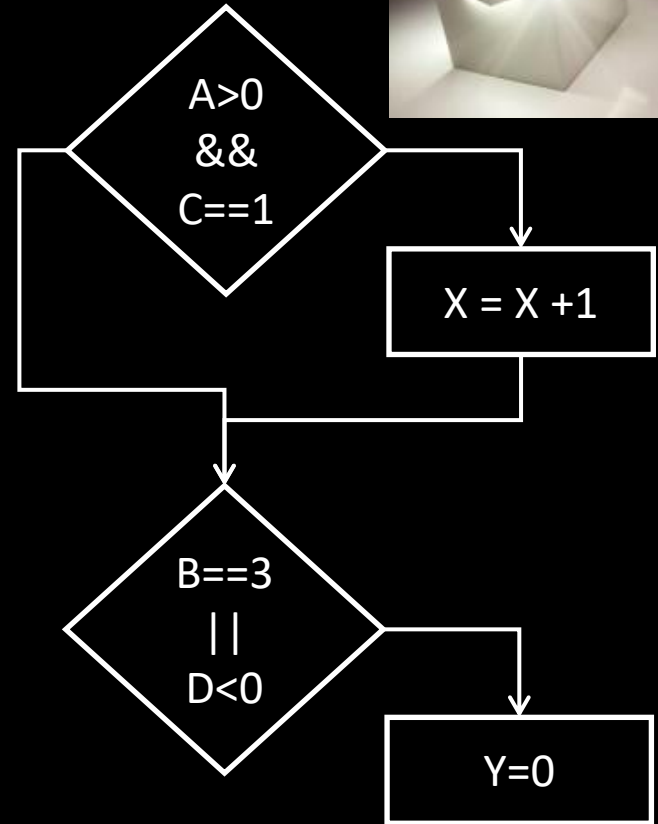 A>0
&&
C==1
X = X +1
B==3
||
D<0
Y=0